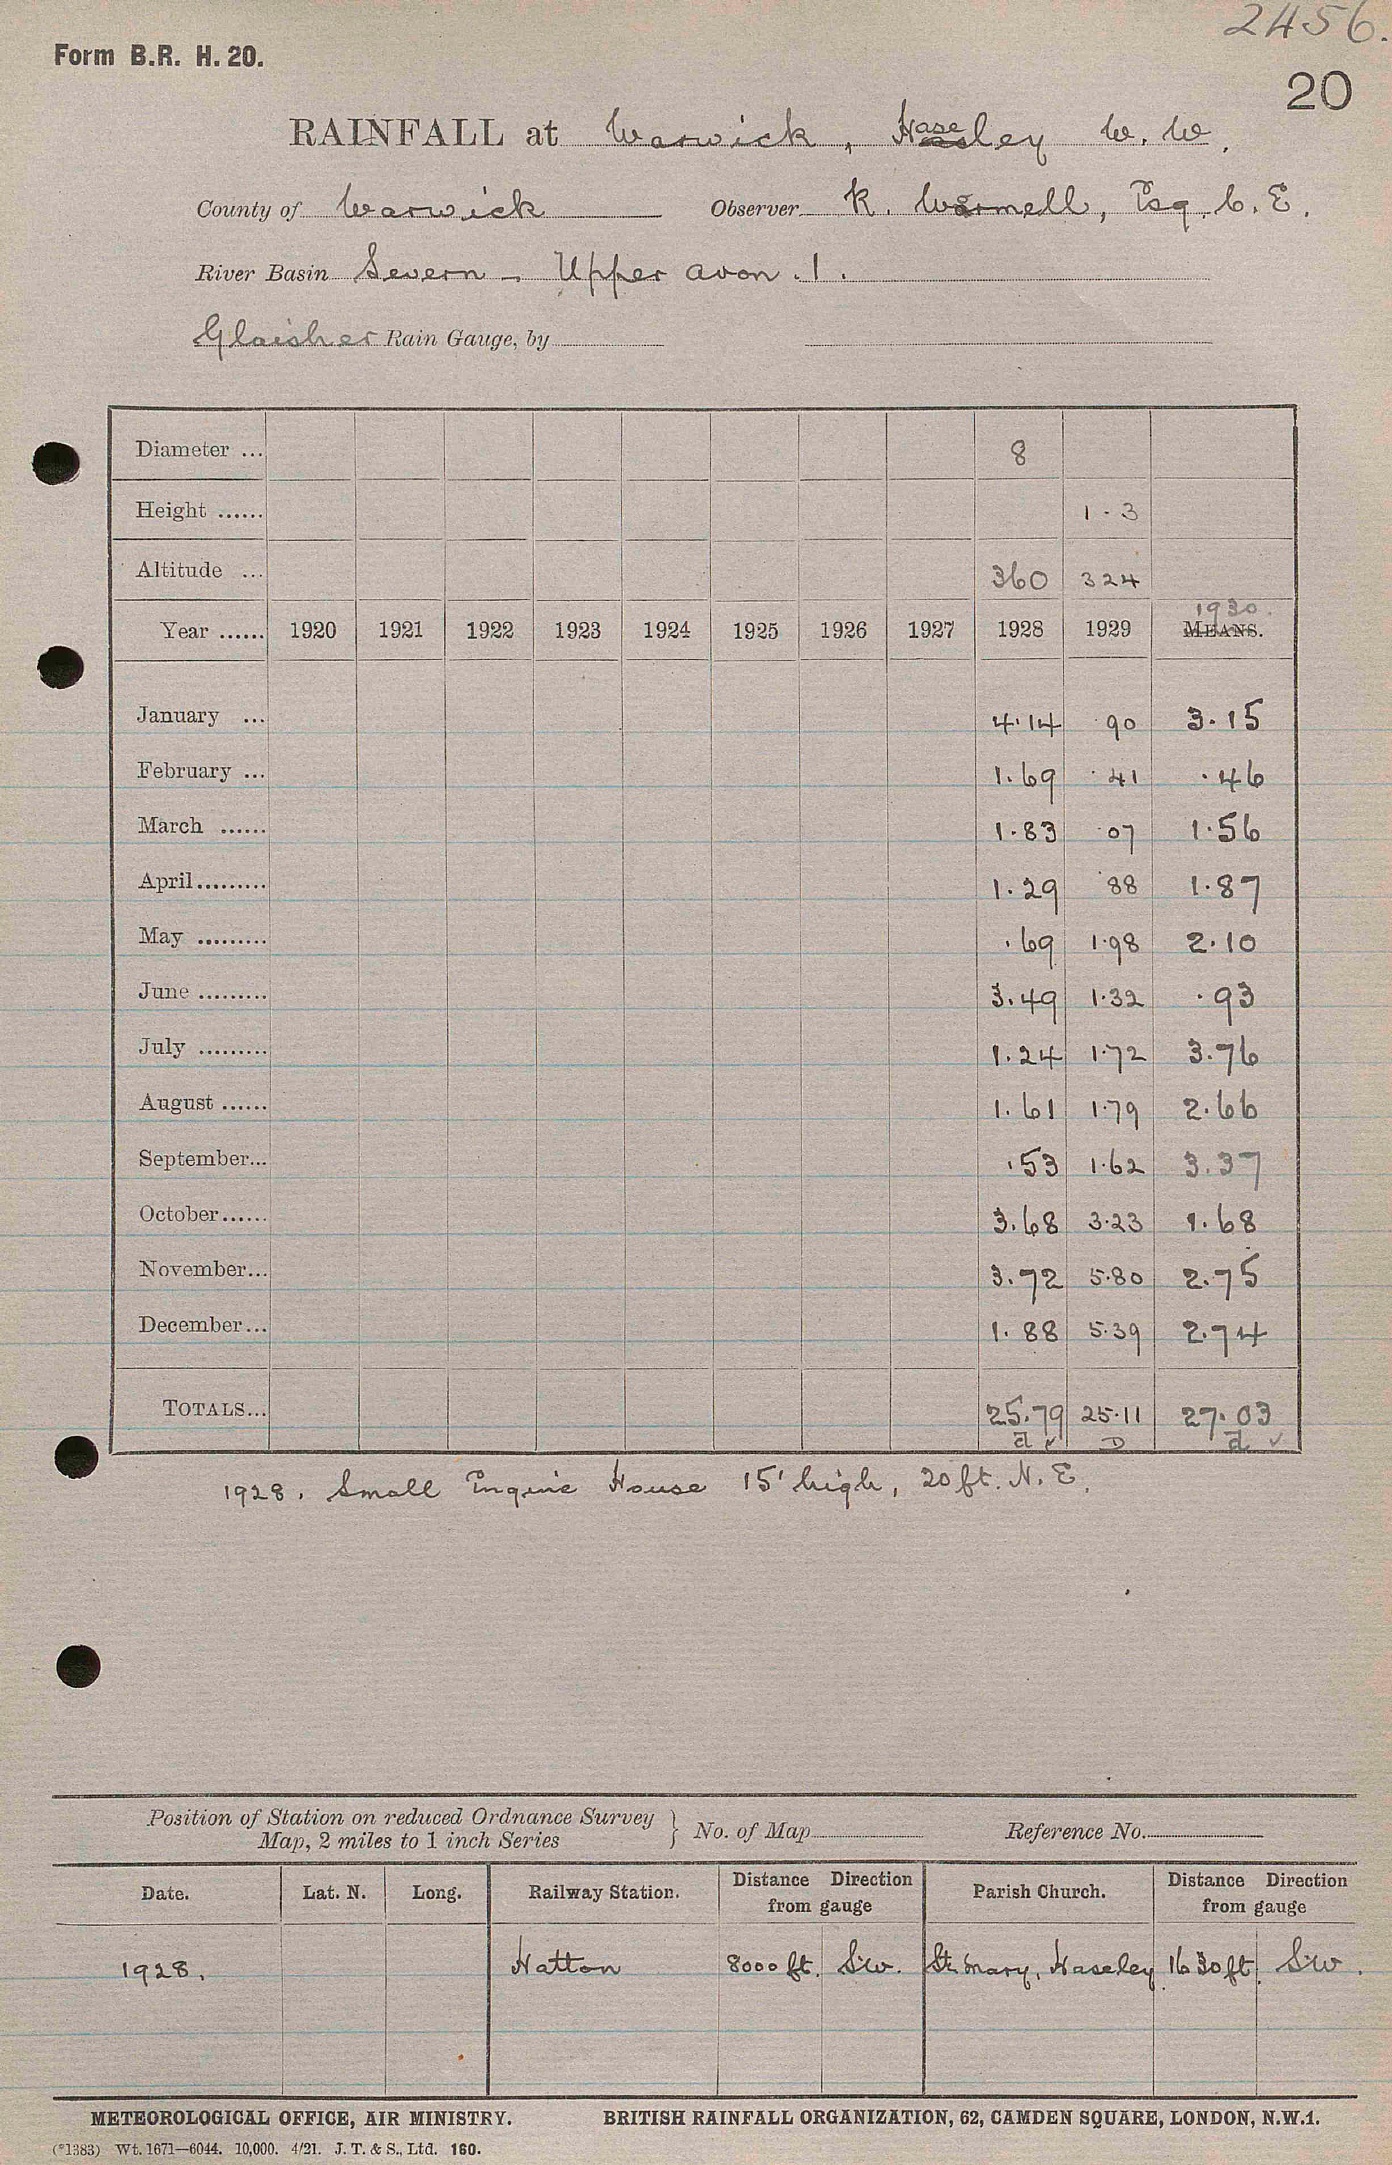 2456.
Form B.R. H. 20.
20
RAINFALL at Warwick, Haseley W. W.
County of Warwick Observer R. Warmell, Esq. C. E.
River Basin Severn - Upper Avon. 1.
Glaisher Rain Gauge, by
Diameter ... 8
Height ...... 1 - 3
Altitude ... 360 324
1930.
Year ...... 1920 1921 1922 1923 1924 1925 1926 1927 1928 1929 MEANS.
January ... 4.14 .90 3.15
February ... 1.69 .41 .46
March ...... 1.83 .07 1.56
April......... 1.29 .88 1.87
May ......... .69 1.98 2.10
June ......... 3.49 1.32 .93
July ......... 1.24 1.72 3.76
August ...... 1.61 1.79 2.66
September... .53 1.62 3.37
October...... 3.68 3.23 1.68
November... 3.72 5.80 2.75
December... 1.88 5.39 2.74
TOTALS... 25.79 25.11 27.03
1928. Small Engine House 15' high, 20 ft. N. E.
Position of Station on reduced Ordnance Survey
Map, 2 miles to 1 inch Series } No. of Map Reference No.
Date. Lat. N. Long. Railway Station. Distance Direction from gauge Parish Church. Distance Direction from gauge
1928. Hatton 8000 ft. SW. St. Mary, Haseley 1630 ft. SW.
METEOROLOGICAL OFFICE, AIR MINISTRY. BRITISH RAINFALL ORGANIZATION, 62, CAMDEN SQUARE, LONDON, N.W.1.
(*1383) Wt. 1671—6044. 10,000. 4/21. J. T. & S., Ltd. 160.